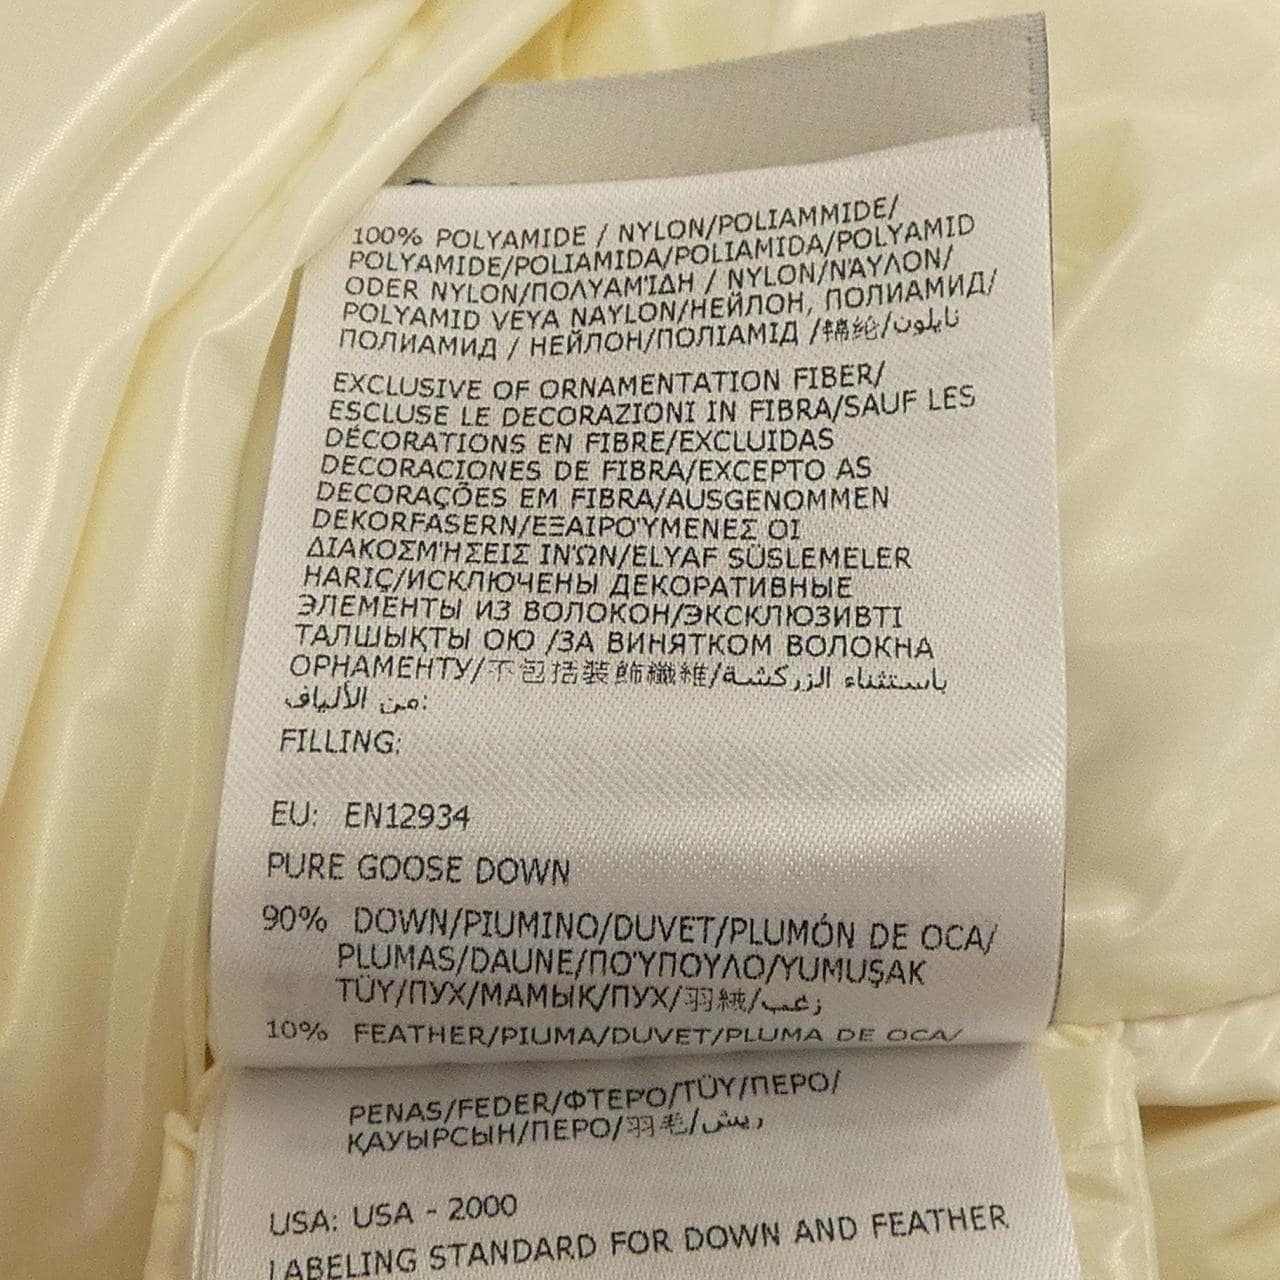 100% POLYAMIDE / NYLON/POLIAMMIDE/
POLYAMIDE/POLIAMIDA/POLIAMIDA/POLYAMID
ODER NYLON/ΠΟΛΥΑΜΊΔΗ / NYLON/ΝΆΥΛΟΝ/
POLYAMID VEYA NAYLON/НЕЙЛОН, ПОЛИАМИД/
ПОЛИАМИД / НЕЙЛОН/ПОЛІАМІД /锦纶/نايلون
EXCLUSIVE OF ORNAMENTATION FIBER/
ESCLUSE LE DECORAZIONI IN FIBRA/SAUF LES
DÉCORATIONS EN FIBRE/EXCLUIDAS
DECORACIONES DE FIBRA/EXCEPTO AS
DECORAÇÕES EM FIBRA/AUSGENOMMEN
DEKORFASERN/ΕΞΑΙΡΟΎΜΕΝΕΣ ΟΙ
ΔΙΑΚΟΣΜΉΣΕΙΣ ΙΝΏΝ/ELYAF SÜSLEMELER
HARIÇ/ИСКЛЮЧЕНЫ ДЕКОРАТИВНЫЕ
ЭЛЕМЕНТЫ ИЗ ВОЛОКОН/ЭКСКЛЮЗИВТІ
ТАЛШЫҚТЫ ОЮ /ЗА ВИНЯТКОМ ВОЛОКНА
ОРНАМЕНТУ/不包括装飾纖維/باستثناء الزركشة
من الألياف:
FILLING:
EU: EN12934
PURE GOOSE DOWN
90% DOWN/PIUMINO/DUVET/PLUMÓN DE OCA/
PLUMAS/DAUNE/ΠΟΎΠΟΥΛΟ/YUMUŞAK
TÜY/ПУХ/МАМЫҚ/ПУХ/羽絨/زغب
10% FEATHER/PIUMA/DUVET/PLUMA DE OCA/
PENAS/FEDER/ΦΤΕΡΌ/TÜY/ПЕРО/
ҚАУЫРСЫН/ПЕРО/羽毛/ريش
USA: USA - 2000
LABELING STANDARD FOR DOWN AND FEATHER